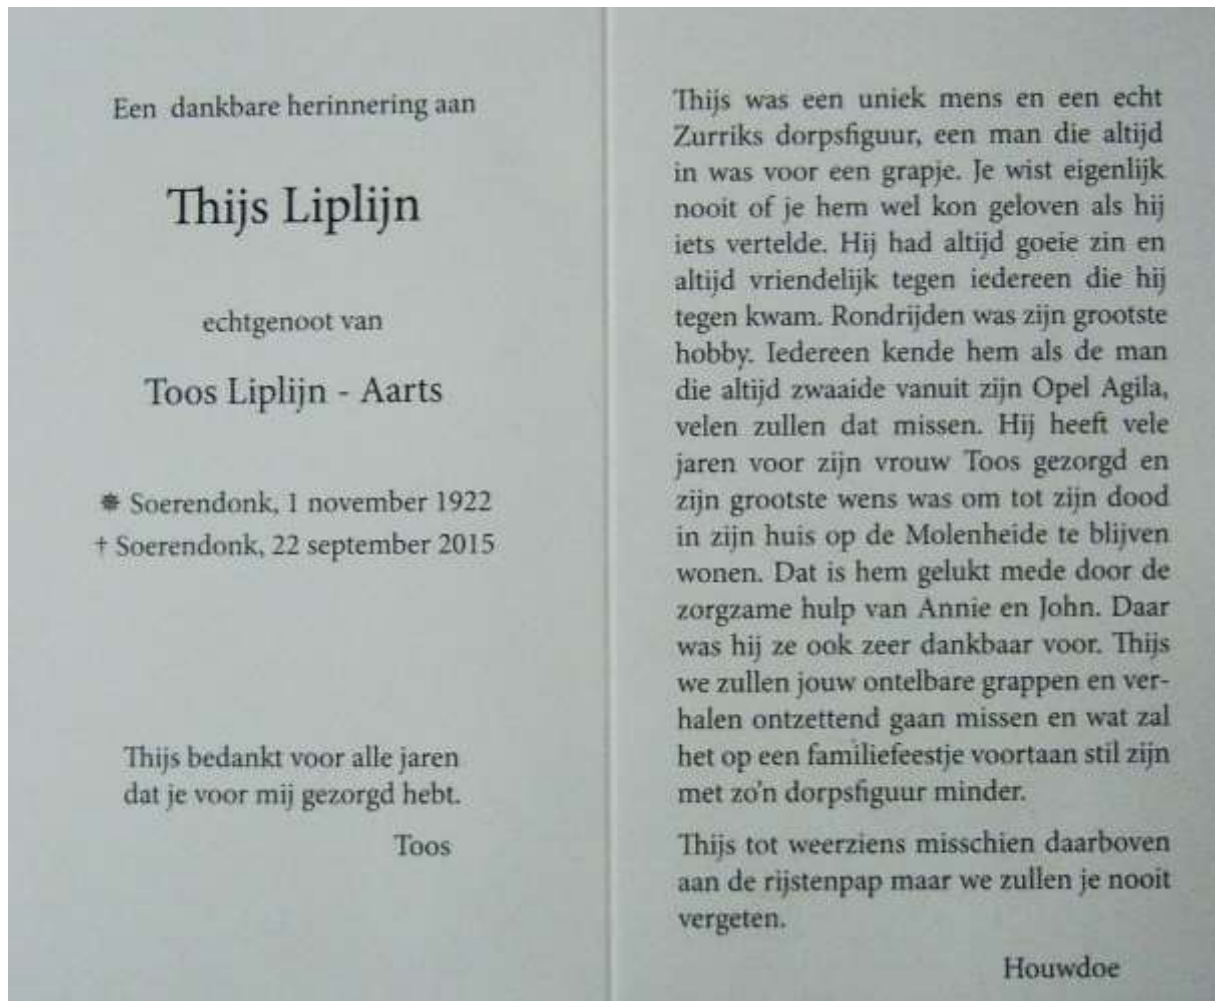 Een dankbare herinnering aan
Thijs Liplijn
echtgenoot van
Toos Liplijn - Aarts
✵ Soerendonk, 1 november 1922
† Soerendonk, 22 september 2015
Thijs bedankt voor alle jaren
dat je voor mij gezorgd hebt.
Toos
Thijs was een uniek mens en een echt
Zurriks dorpsfiguur, een man die altijd
in was voor een grapje. Je wist eigenlijk
nooit of je hem wel kon geloven als hij
iets vertelde. Hij had altijd goeie zin en
altijd vriendelijk tegen iedereen die hij
tegen kwam. Rondrijden was zijn grootste
hobby. Iedereen kende hem als de man
die altijd zwaaide vanuit zijn Opel Agila,
velen zullen dat missen. Hij heeft vele
jaren voor zijn vrouw Toos gezorgd en
zijn grootste wens was om tot zijn dood
in zijn huis op de Molenheide te blijven
wonen. Dat is hem gelukt mede door de
zorgzame hulp van Annie en John. Daar
was hij ze ook zeer dankbaar voor. Thijs
we zullen jouw ontelbare grappen en ver-
halen ontzettend gaan missen en wat zal
het op een familiefeestje voortaan stil zijn
met zo'n dorpsfiguur minder.
Thijs tot weerziens misschien daarboven
aan de rijstenpap maar we zullen je nooit
vergeten.
Houwdoe